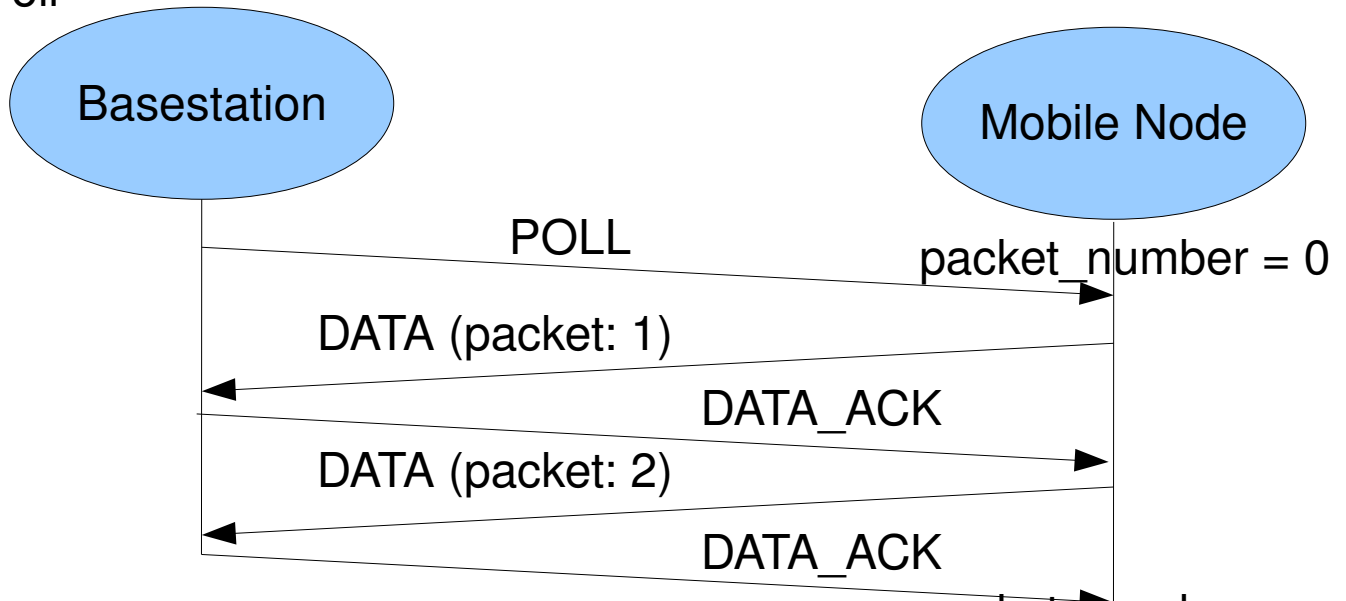 Basestation
Mobile Node
POLL
packet_number = 0
DATA (packet: 1)
DATA_ACK
DATA (packet: 2)
DATA_ACK